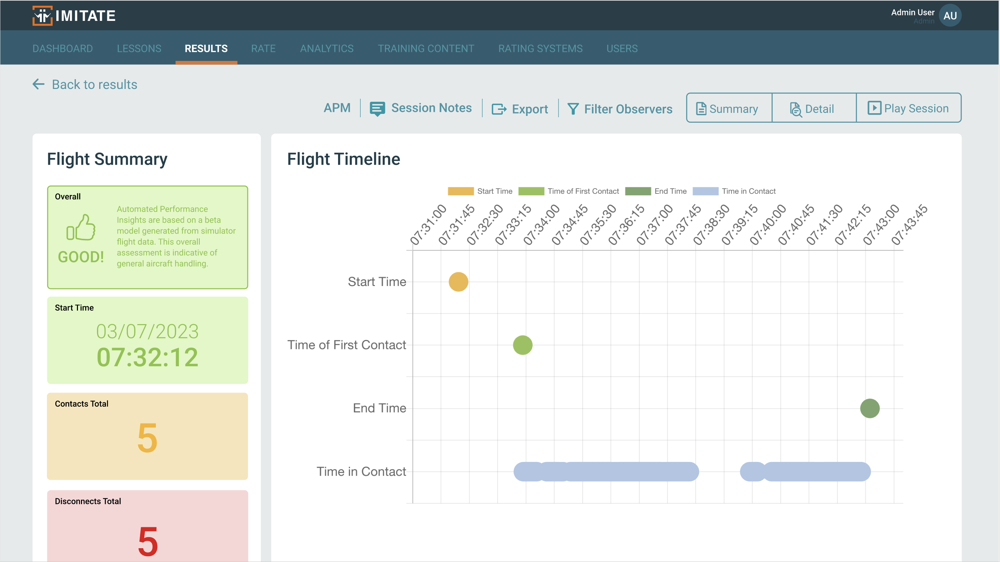 IMITATE
Admin User
Admin
AU
DASHBOARD LESSONS RESULTS RATE ANALYTICS TRAINING CONTENT RATING SYSTEMS USERS
Back to results
APM Session Notes Export Filter Observers Summary Detail Play Session
Flight Summary
Overall
GOOD!
Automated Performance
Insights are based on a beta
model generated from simulator
flight data. This overall
assessment is indicative of
general aircraft handling.
Start Time
03/07/2023
07:32:12
Contacts Total
5
Disconnects Total
5
Flight Timeline
Start Time Time of First Contact End Time Time in Contact
07:31:00 07:31:45 07:32:30 07:33:15 07:34:00 07:34:45 07:35:30 07:36:15 07:37:00 07:37:45 07:38:30 07:39:15 07:40:00 07:40:45 07:41:30 07:42:15 07:43:00 07:43:45
Start Time
Time of First Contact
End Time
Time in Contact